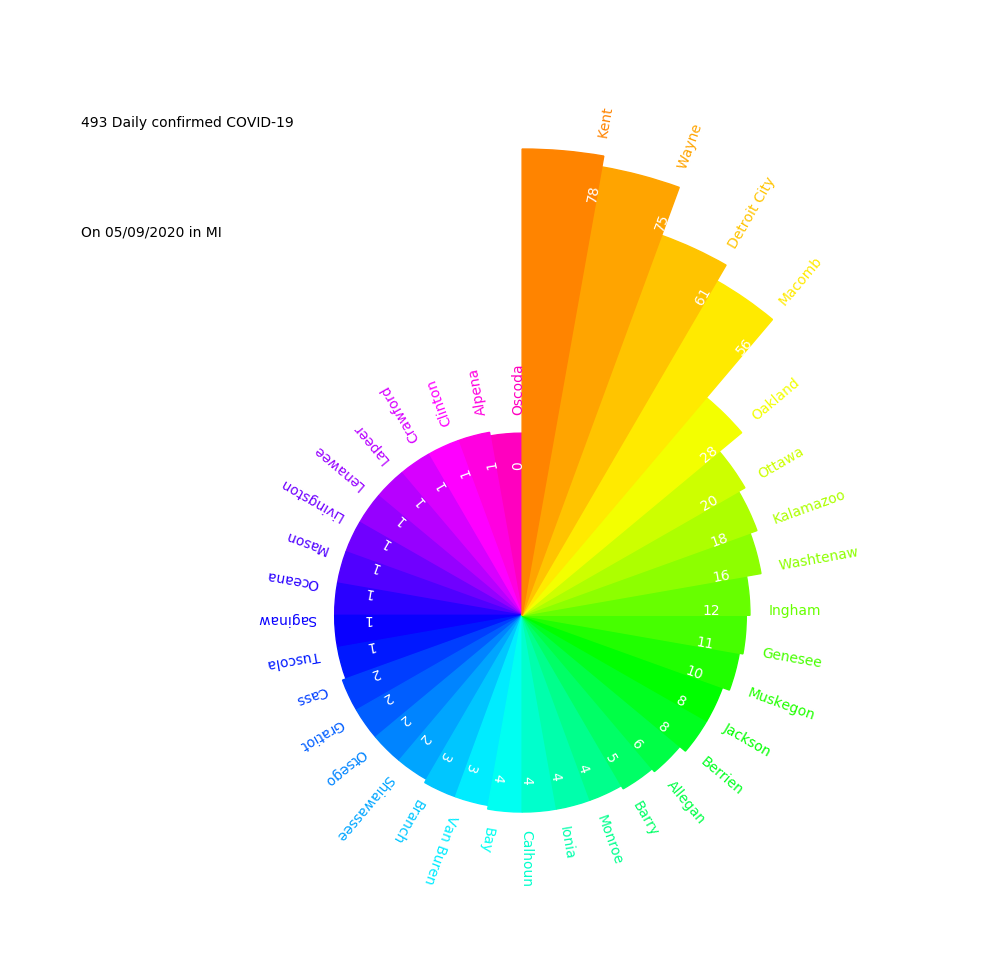 493 Daily confirmed COVID-19
On 05/09/2020 in MI
Kent
78
Wayne
75
Detroit City
61
Macomb
56
Oakland
28
Ottawa
20
Kalamazoo
18
Washtenaw
16
Ingham
12
Genesee
11
Muskegon
10
Jackson
8
Berrien
8
Allegan
6
Barry
5
Monroe
4
Ionia
4
Calhoun
4
Bay
4
Van Buren
3
Branch
3
Shiawassee
2
Otsego
2
Gratiot
2
Cass
2
Tuscola
1
Saginaw
1
Oceana
1
Mason
1
Livingston
1
Lenawee
1
Lapeer
1
Crawford
1
Clinton
1
Alpena
1
Oscoda
0